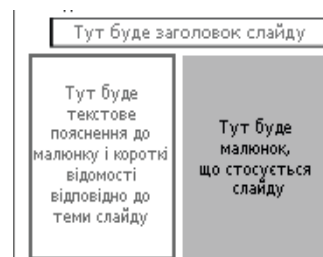 Тут буде заголовок слайду
Тут буде
текстове
пояснення до
малюнку і короткі
відомості
відповідно до
теми слайду
Тут буде
малюнок,
що стосується
слайду